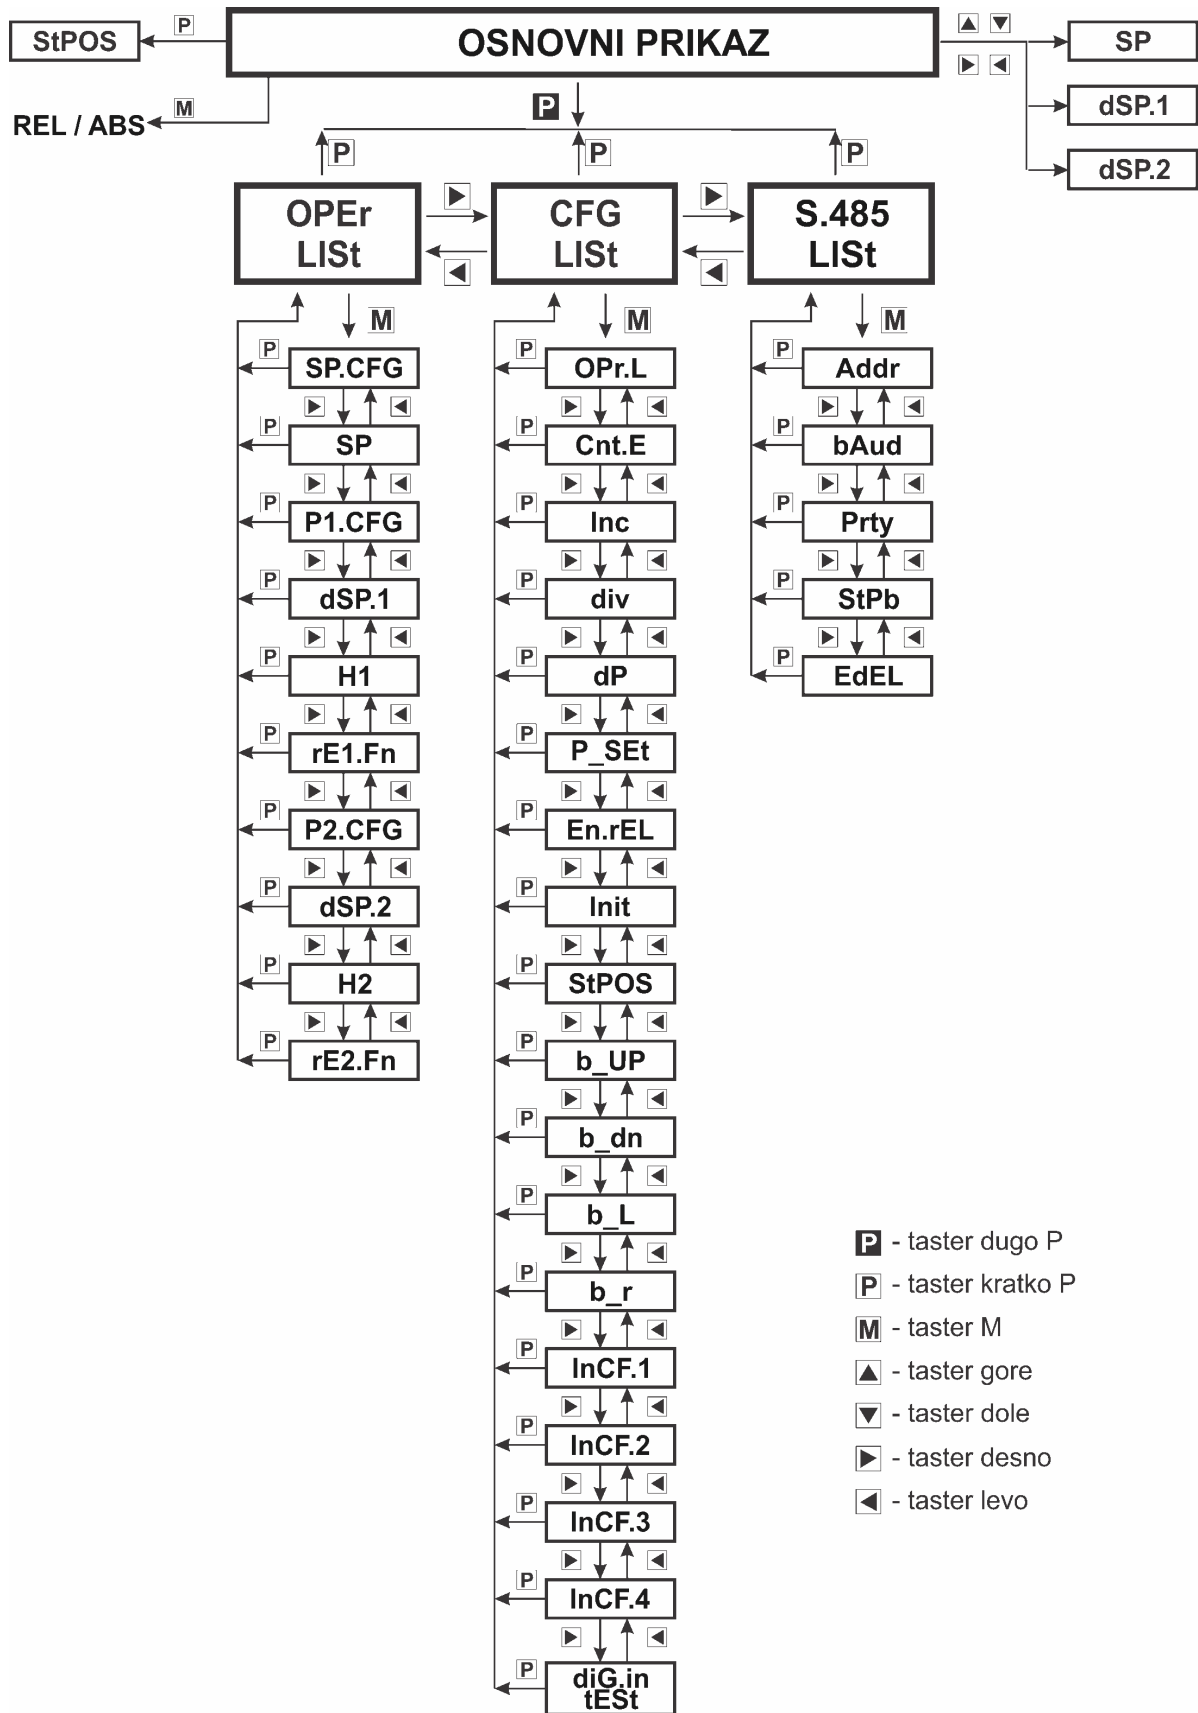 StPOS
P
OSNOVNI PRIKAZ
SP
dSP.1
dSP.2
M
REL / ABS
P
P
P
P
OPEr
LISt
CFG
LISt
S.485
LISt
M
M
M
P
SP.CFG
P
SP
P
P1.CFG
P
dSP.1
P
H1
P
rE1.Fn
P
P2.CFG
P
dSP.2
P
H2
P
rE2.Fn
P
OPr.L
P
Cnt.E
P
Inc
P
div
P
dP
P
P_SEt
P
En.rEL
P
Init
P
StPOS
P
b_UP
P
b_dn
P
b_L
P
b_r
P
InCF.1
P
InCF.2
P
InCF.3
P
InCF.4
P
diG.in
tESt
P
Addr
P
bAud
P
Prty
P
StPb
P
EdEL
P - taster dugo P
P - taster kratko P
M - taster M
▲ - taster gore
▼ - taster dole
▶ - taster desno
◀ - taster levo